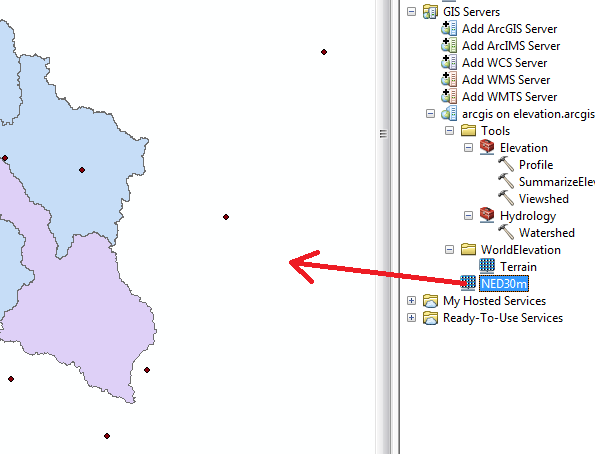 GIS Servers
Add ArcGIS Server
Add ArcIMS Server
Add WCS Server
Add WMS Server
Add WMTS Server
arcgis on elevation.arcgis
Tools
Elevation
Profile
SummarizeElev
Viewshed
Hydrology
Watershed
WorldElevation
Terrain
NED30m
My Hosted Services
Ready-To-Use Services